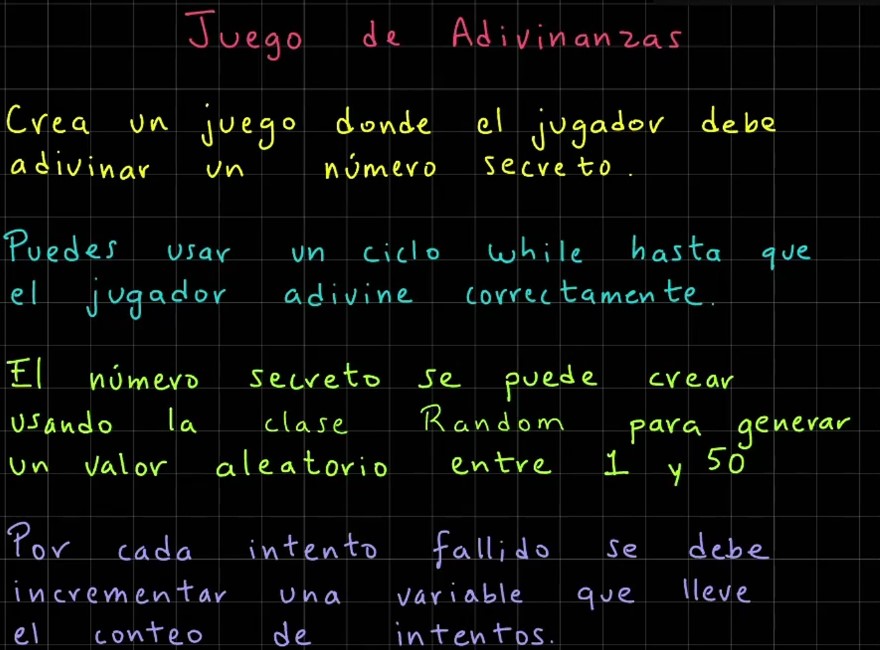 Juego de Adivinanzas
Crea un juego donde el jugador debe
adivinar un número secreto.
Puedes usar un ciclo while hasta que
el jugador adivine correctamente.
El número secreto se puede crear
usando la clase Random para generar
un valor aleatorio entre 1 y 50
Por cada intento fallido se debe
incrementar una variable que lleve
el conteo de intentos.